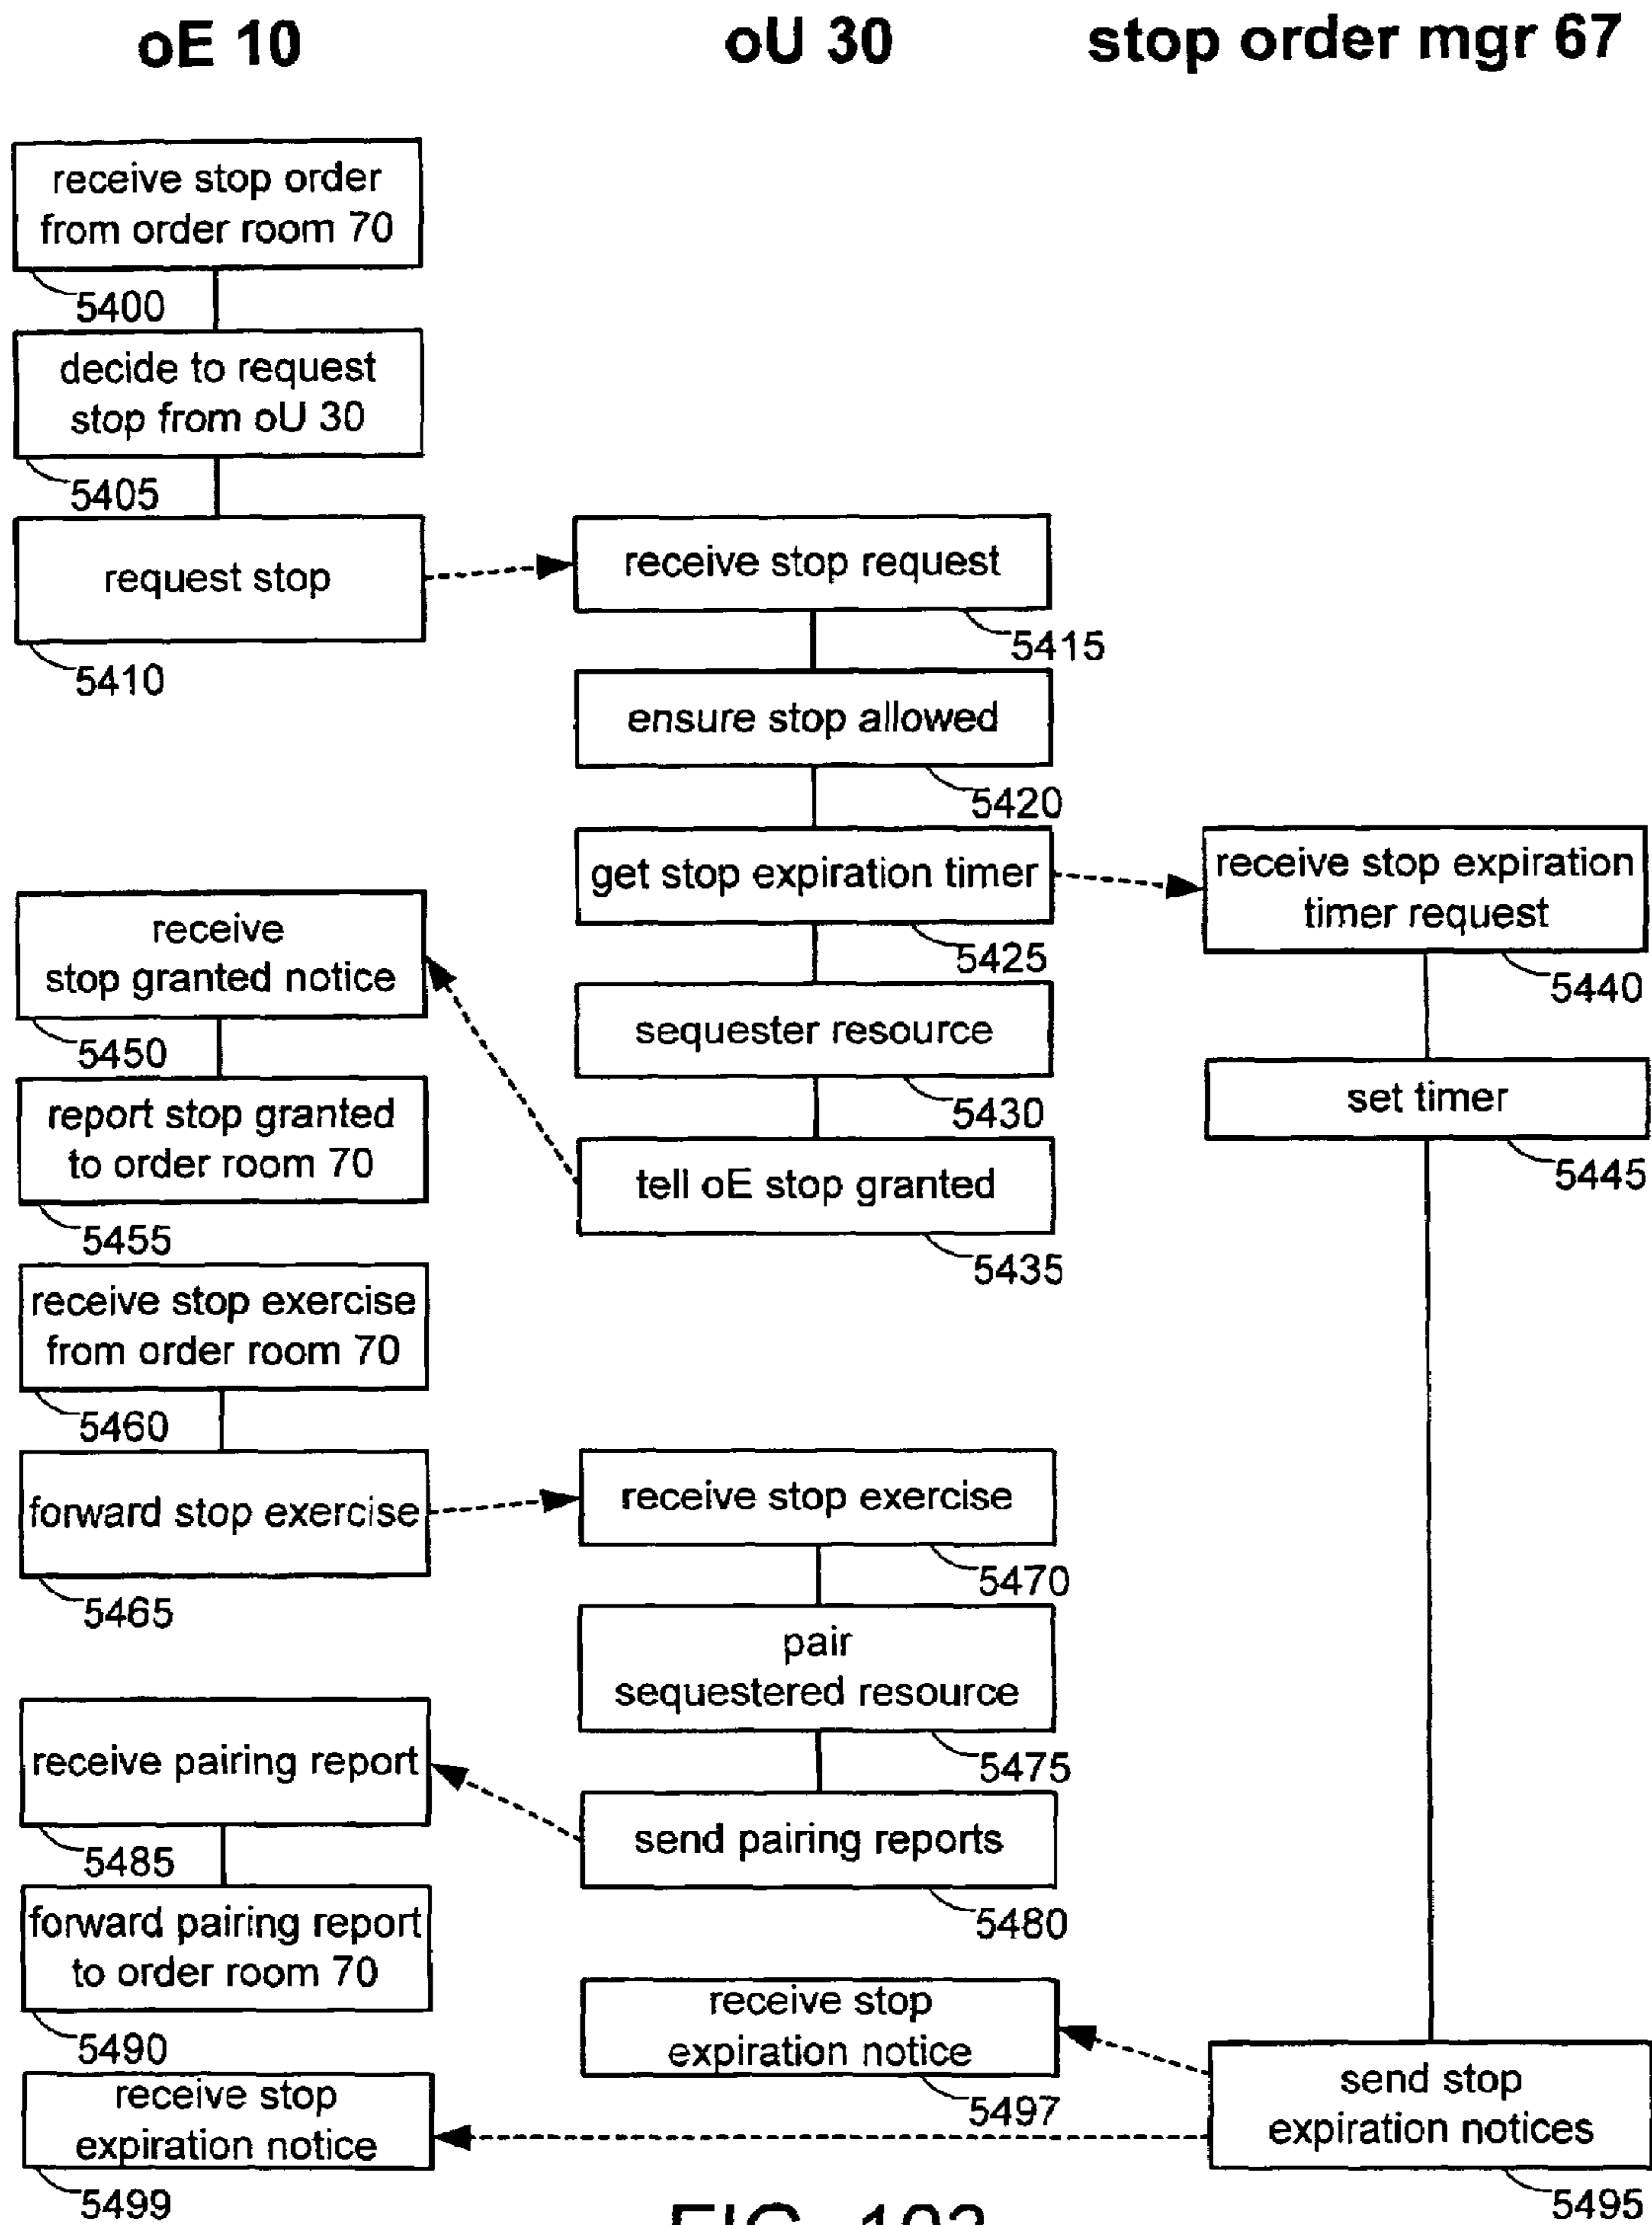 oE 10
oU 30
stop order mgr 67
receive stop order
from order room 70
5400
decide to request
stop from oU 30
5405
request stop
5410
receive stop request
5415
ensure stop allowed
5420
get stop expiration timer
5425
receive stop expiration
timer request
5440
receive
stop granted notice
5450
sequester resource
5430
set timer
5445
report stop granted
to order room 70
5455
tell oE stop granted
5435
receive stop exercise
from order room 70
5460
forward stop exercise
5465
receive stop exercise
5470
pair
sequestered resource
5475
receive pairing report
5485
send pairing reports
5480
forward pairing report
to order room 70
5490
receive stop
expiration notice
5497
send stop
expiration notices
5495
receive stop
expiration notice
5499